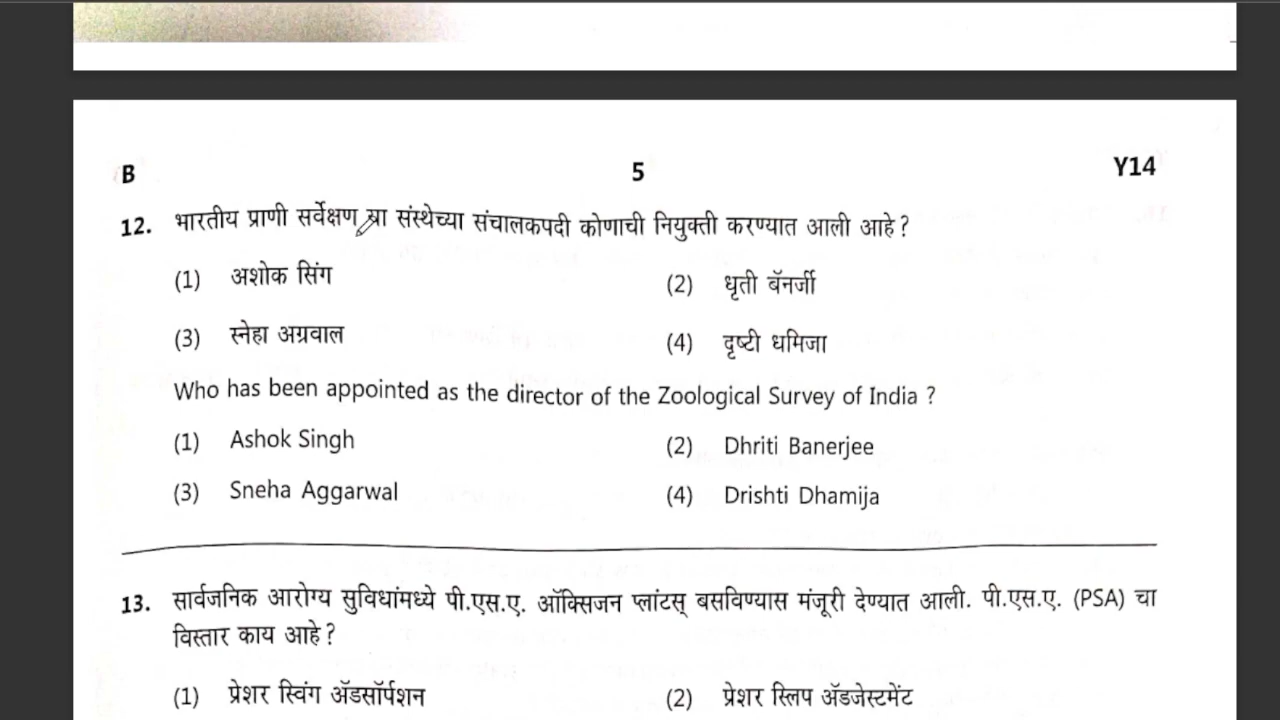 B 5 Y14
12. भारतीय प्राणी सर्वेक्षण या संस्थेच्या संचालकपदी कोणाची नियुक्ती करण्यात आली आहे ?
(1) अशोक सिंग (2) धृती बॅनर्जी
(3) स्नेहा अग्रवाल (4) दृष्टी धमिजा
Who has been appointed as the director of the Zoological Survey of India ?
(1) Ashok Singh (2) Dhriti Banerjee
(3) Sneha Aggarwal (4) Drishti Dhamija
13. सार्वजनिक आरोग्य सुविधांमध्ये पी.एस.ए. ऑक्सिजन प्लांटस् बसविण्यास मंजूरी देण्यात आली. पी.एस.ए. (PSA) चा
विस्तार काय आहे ?
(1) प्रेशर स्विंग ॲडसॉर्पशन (2) प्रेशर स्लिप ॲडजेस्टमेंट